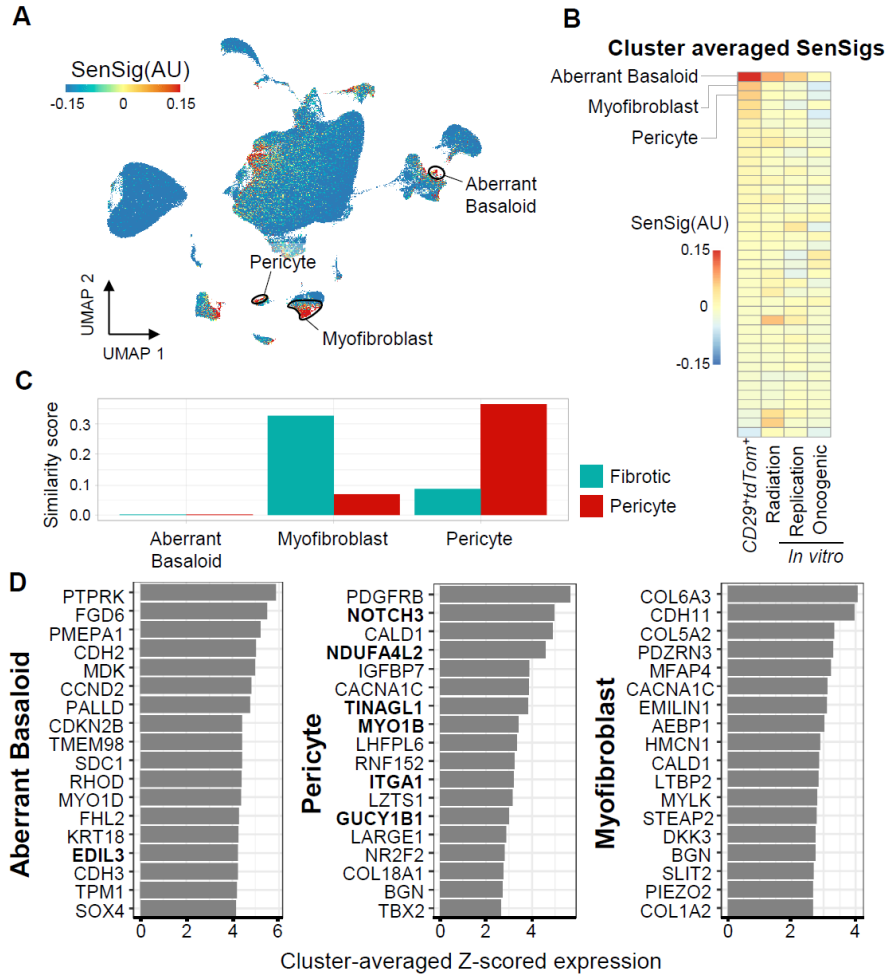 A
SenSig(AU)
-0.15 0 0.15
Aberrant
Basaloid
Pericyte
Myofibroblast
UMAP 2
UMAP 1
B
Cluster averaged SenSigs
Aberrant Basaloid
Myofibroblast
Pericyte
SenSig(AU)
0.15
0
-0.15
CD29+tdTom+
Radiation
Replication
Oncogenic
In vitro
C
Similarity score
0.3
0.2
0.1
0.0
Aberrant
Basaloid
Myofibroblast
Pericyte
Fibrotic
Pericyte
D
Aberrant Basaloid
PTPRK
FGD6
PMEPA1
CDH2
MDK
CCND2
PALLD
CDKN2B
TMEM98
SDC1
RHOD
MYO1D
FHL2
KRT18
EDIL3
CDH3
TPM1
SOX4
0 2 4 6
Pericyte
PDGFRB
NOTCH3
CALD1
NDUFA4L2
IGFBP7
CACNA1C
TINAGL1
MYO1B
LHFPL6
RNF152
ITGA1
LZTS1
GUCY1B1
LARGE1
NR2F2
COL18A1
BGN
TBX2
0 2 4
Myofibroblast
COL6A3
CDH11
COL5A2
PDZRN3
MFAP4
CACNA1C
EMILIN1
AEBP1
HMCN1
CALD1
LTBP2
MYLK
STEAP2
DKK3
BGN
SLIT2
PIEZO2
COL1A2
0 1 2 3 4
Cluster-averaged Z-scored expression